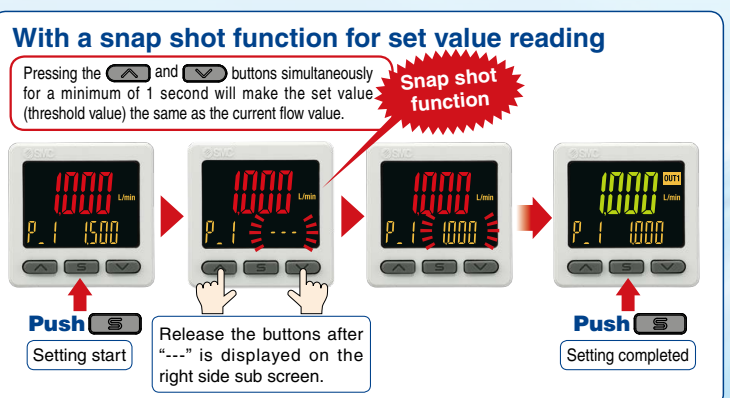 With a snap shot function for set value reading
Pressing the and buttons simultaneously
for a minimum of 1 second will make the set value
(threshold value) the same as the current flow value.
Snap shot
function
SMC
1.000
L/min
P_1 1.500
SMC
1.000
L/min
P_1 ---
SMC
1.000
L/min
P_1 1.000
SMC
1.000
OUT1
L/min
P_1 1.000
S
S
S
S
Push S
Setting start
Release the buttons after
“---” is displayed on the
right side sub screen.
Push S
Setting completed